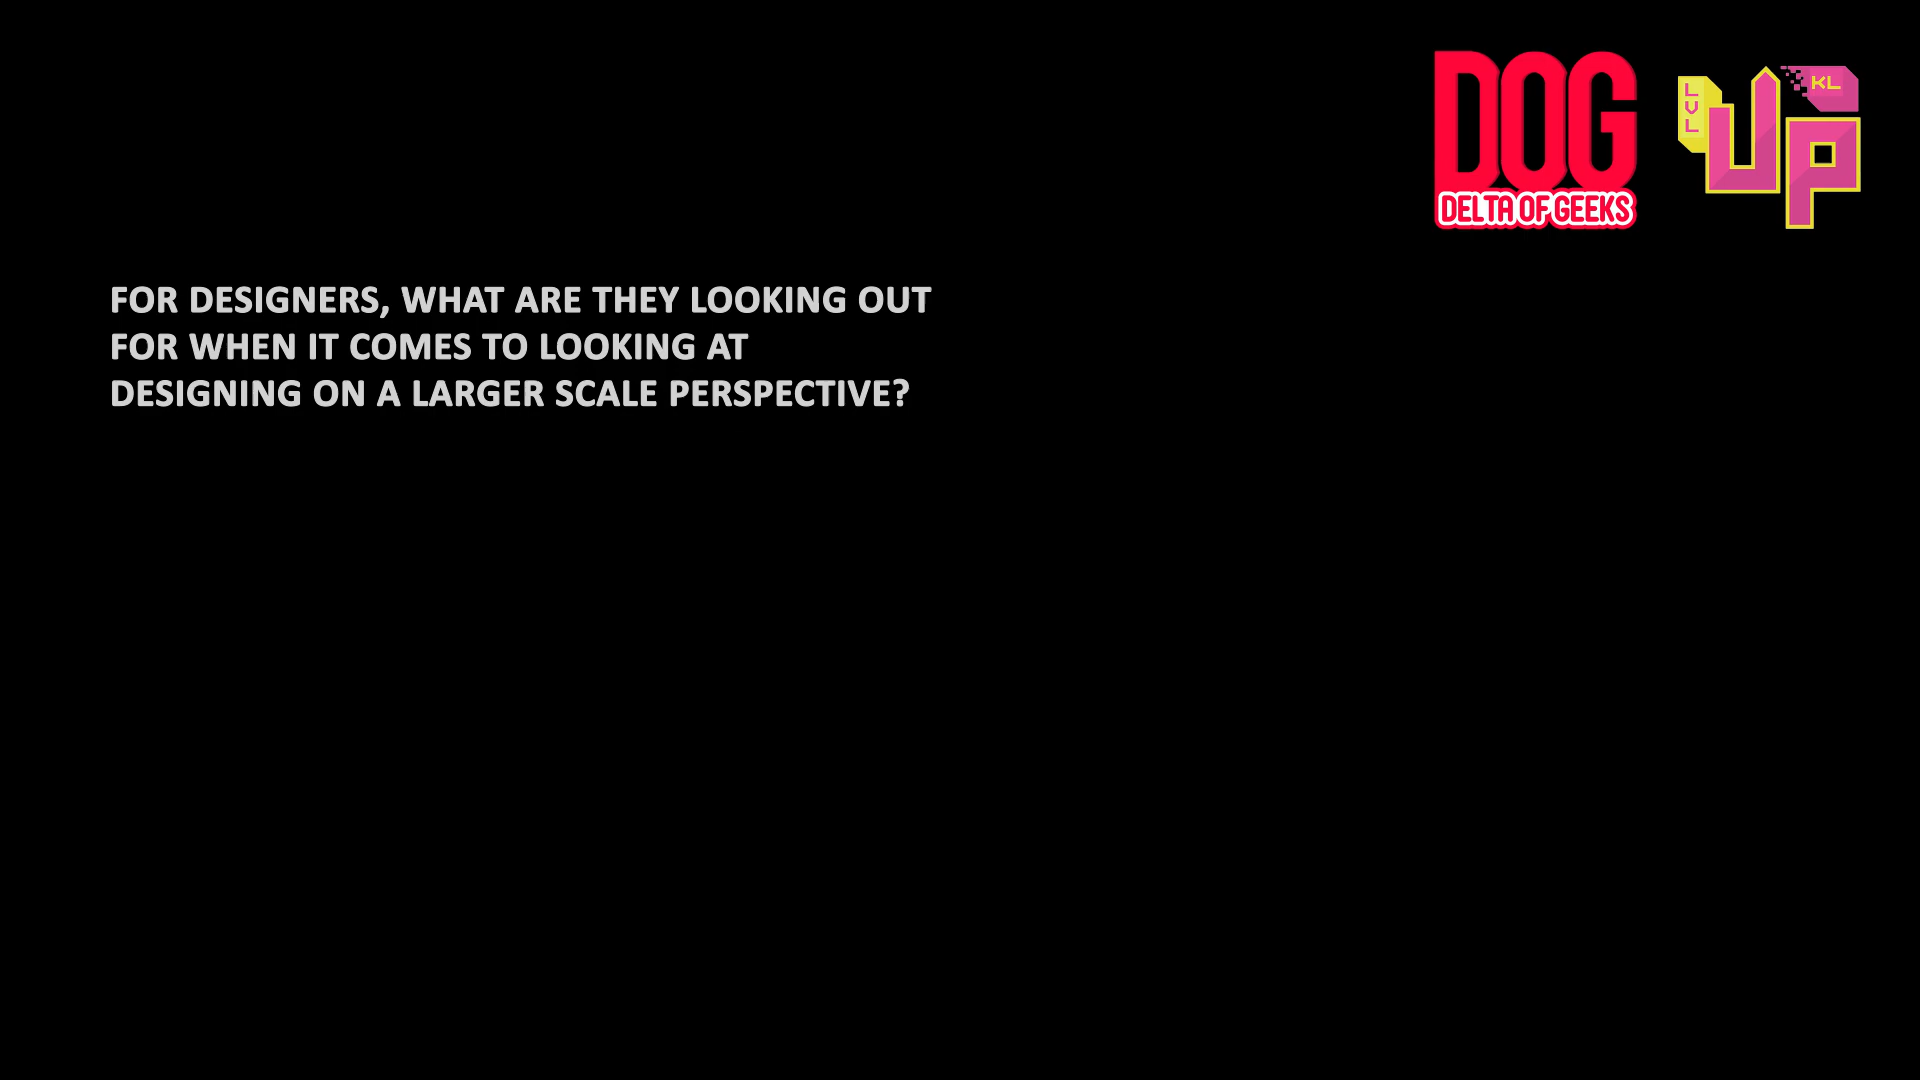 DOG
DELTA OF GEEKS
LVL
UP
KL
FOR DESIGNERS, WHAT ARE THEY LOOKING OUT
FOR WHEN IT COMES TO LOOKING AT
DESIGNING ON A LARGER SCALE PERSPECTIVE?